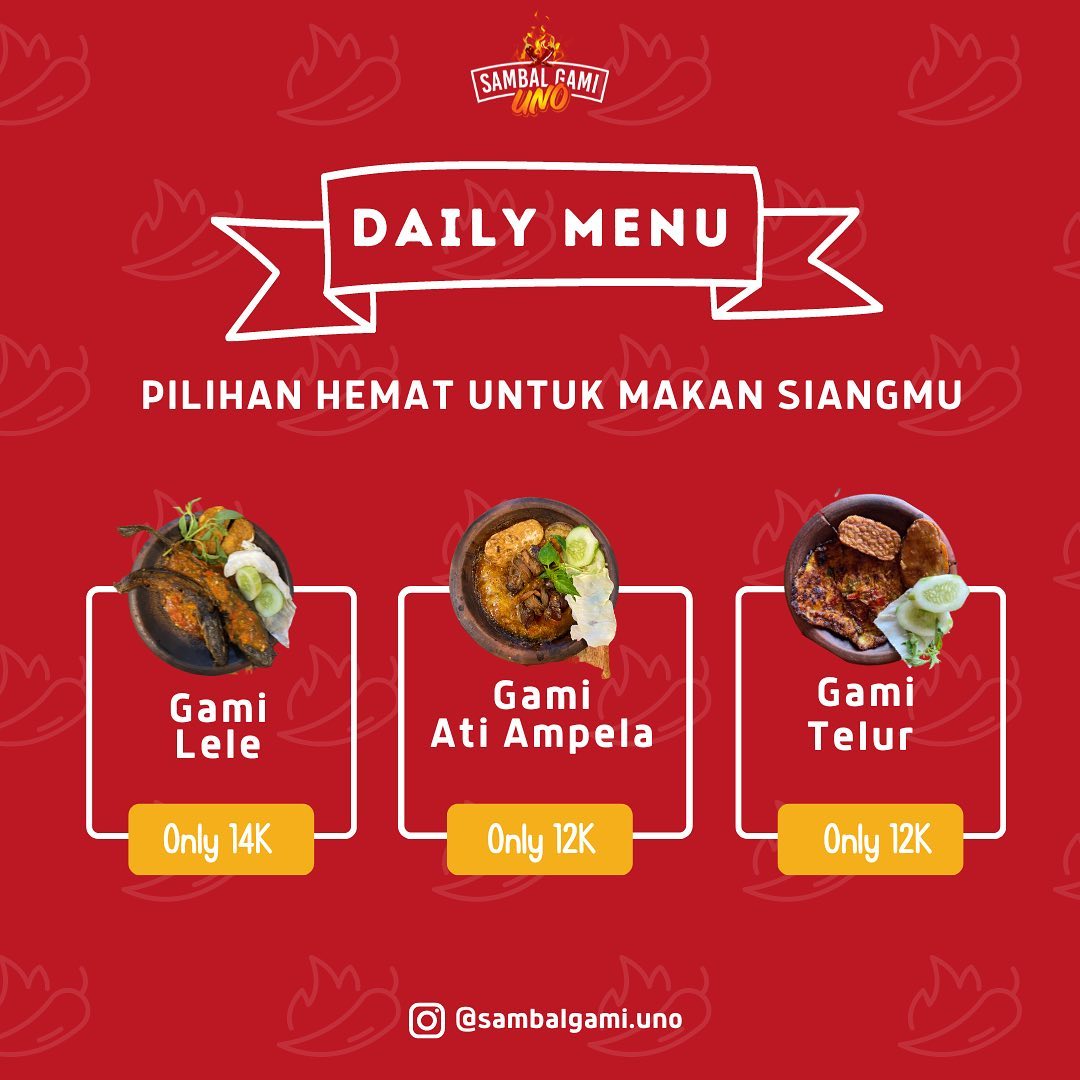 SAMBAL GAMI
UNO
DAILY MENU
PILIHAN HEMAT UNTUK MAKAN SIANGMU
Gami
Lele
Only 14K
Gami
Ati Ampela
Only 12K
Gami
Telur
Only 12K
@sambalgami.uno